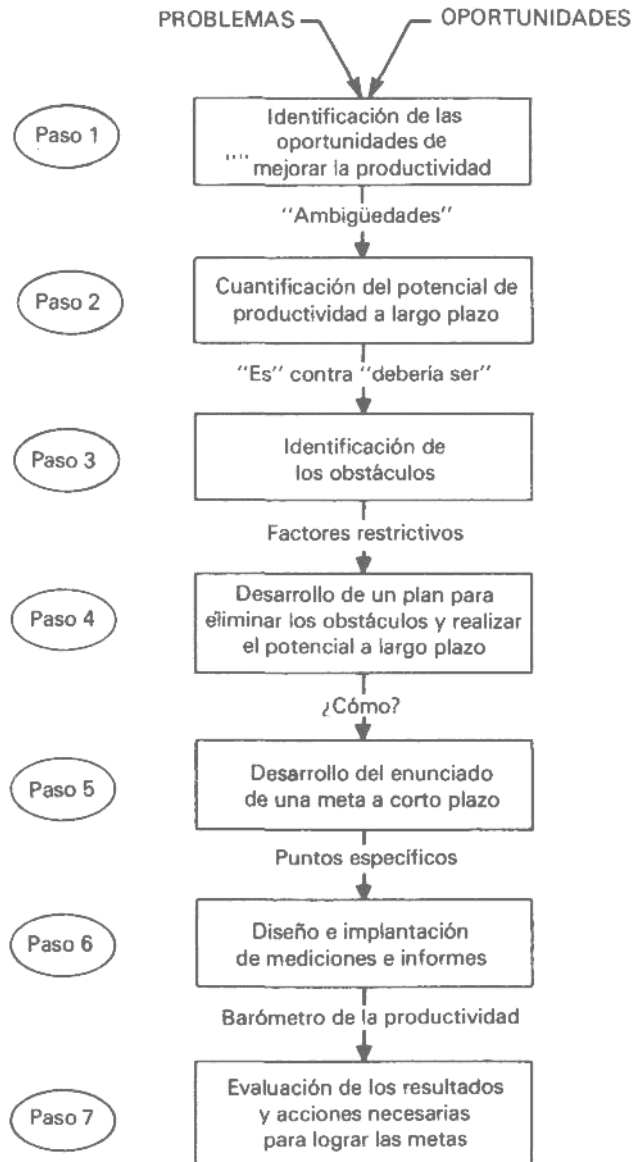 PROBLEMAS OPORTUNIDADES
Paso 1
Identificación de las
oportunidades de
'''' mejorar la productividad
"Ambigüedades"
Paso 2
Cuantificación del potencial de
productividad a largo plazo
"Es" contra "debería ser"
Paso 3
Identificación de
los obstáculos
Factores restrictivos
Paso 4
Desarrollo de un plan para
eliminar los obstáculos y realizar
el potencial a largo plazo
¿Cómo?
Paso 5
Desarrollo del enunciado
de una meta a corto plazo
Puntos específicos
Paso 6
Diseño e implantación
de mediciones e informes
Barómetro de la productividad
Paso 7
Evaluación de los resultados
y acciones necesarias
para lograr las metas